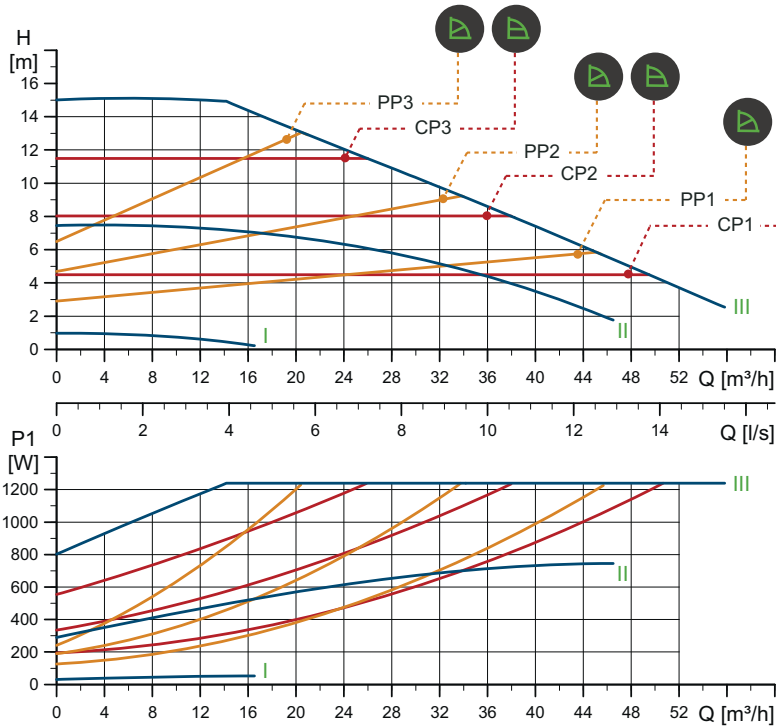 H
[m]
16
14
12
10
8
6
4
2
0
PP3
CP3
PP2
CP2
PP1
CP1
I
II
III
0 4 8 12 16 20 24 28 32 36 40 44 48 52 Q [m³/h]
0 2 4 6 8 10 12 14 Q [l/s]
P1
[W]
1200
1000
800
600
400
200
0
III
II
I
0 4 8 12 16 20 24 28 32 36 40 44 48 52 Q [m³/h]